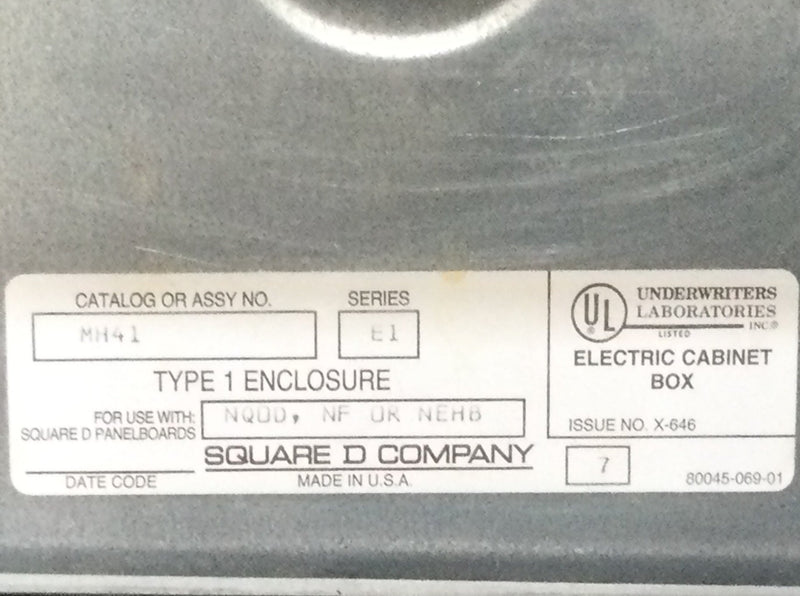 CATALOG OR ASSY NO. SERIES
MH41 E1
TYPE 1 ENCLOSURE
FOR USE WITH:
SQUARE D PANELBOARDS
NQOD, NF OR NEHB
SQUARE D COMPANY
DATE CODE
MADE IN U.S.A.
UL ®
UNDERWRITERS
LABORATORIES
INC.®
LISTED
ELECTRIC CABINET
BOX
ISSUE NO. X-646
7
80045-069-01